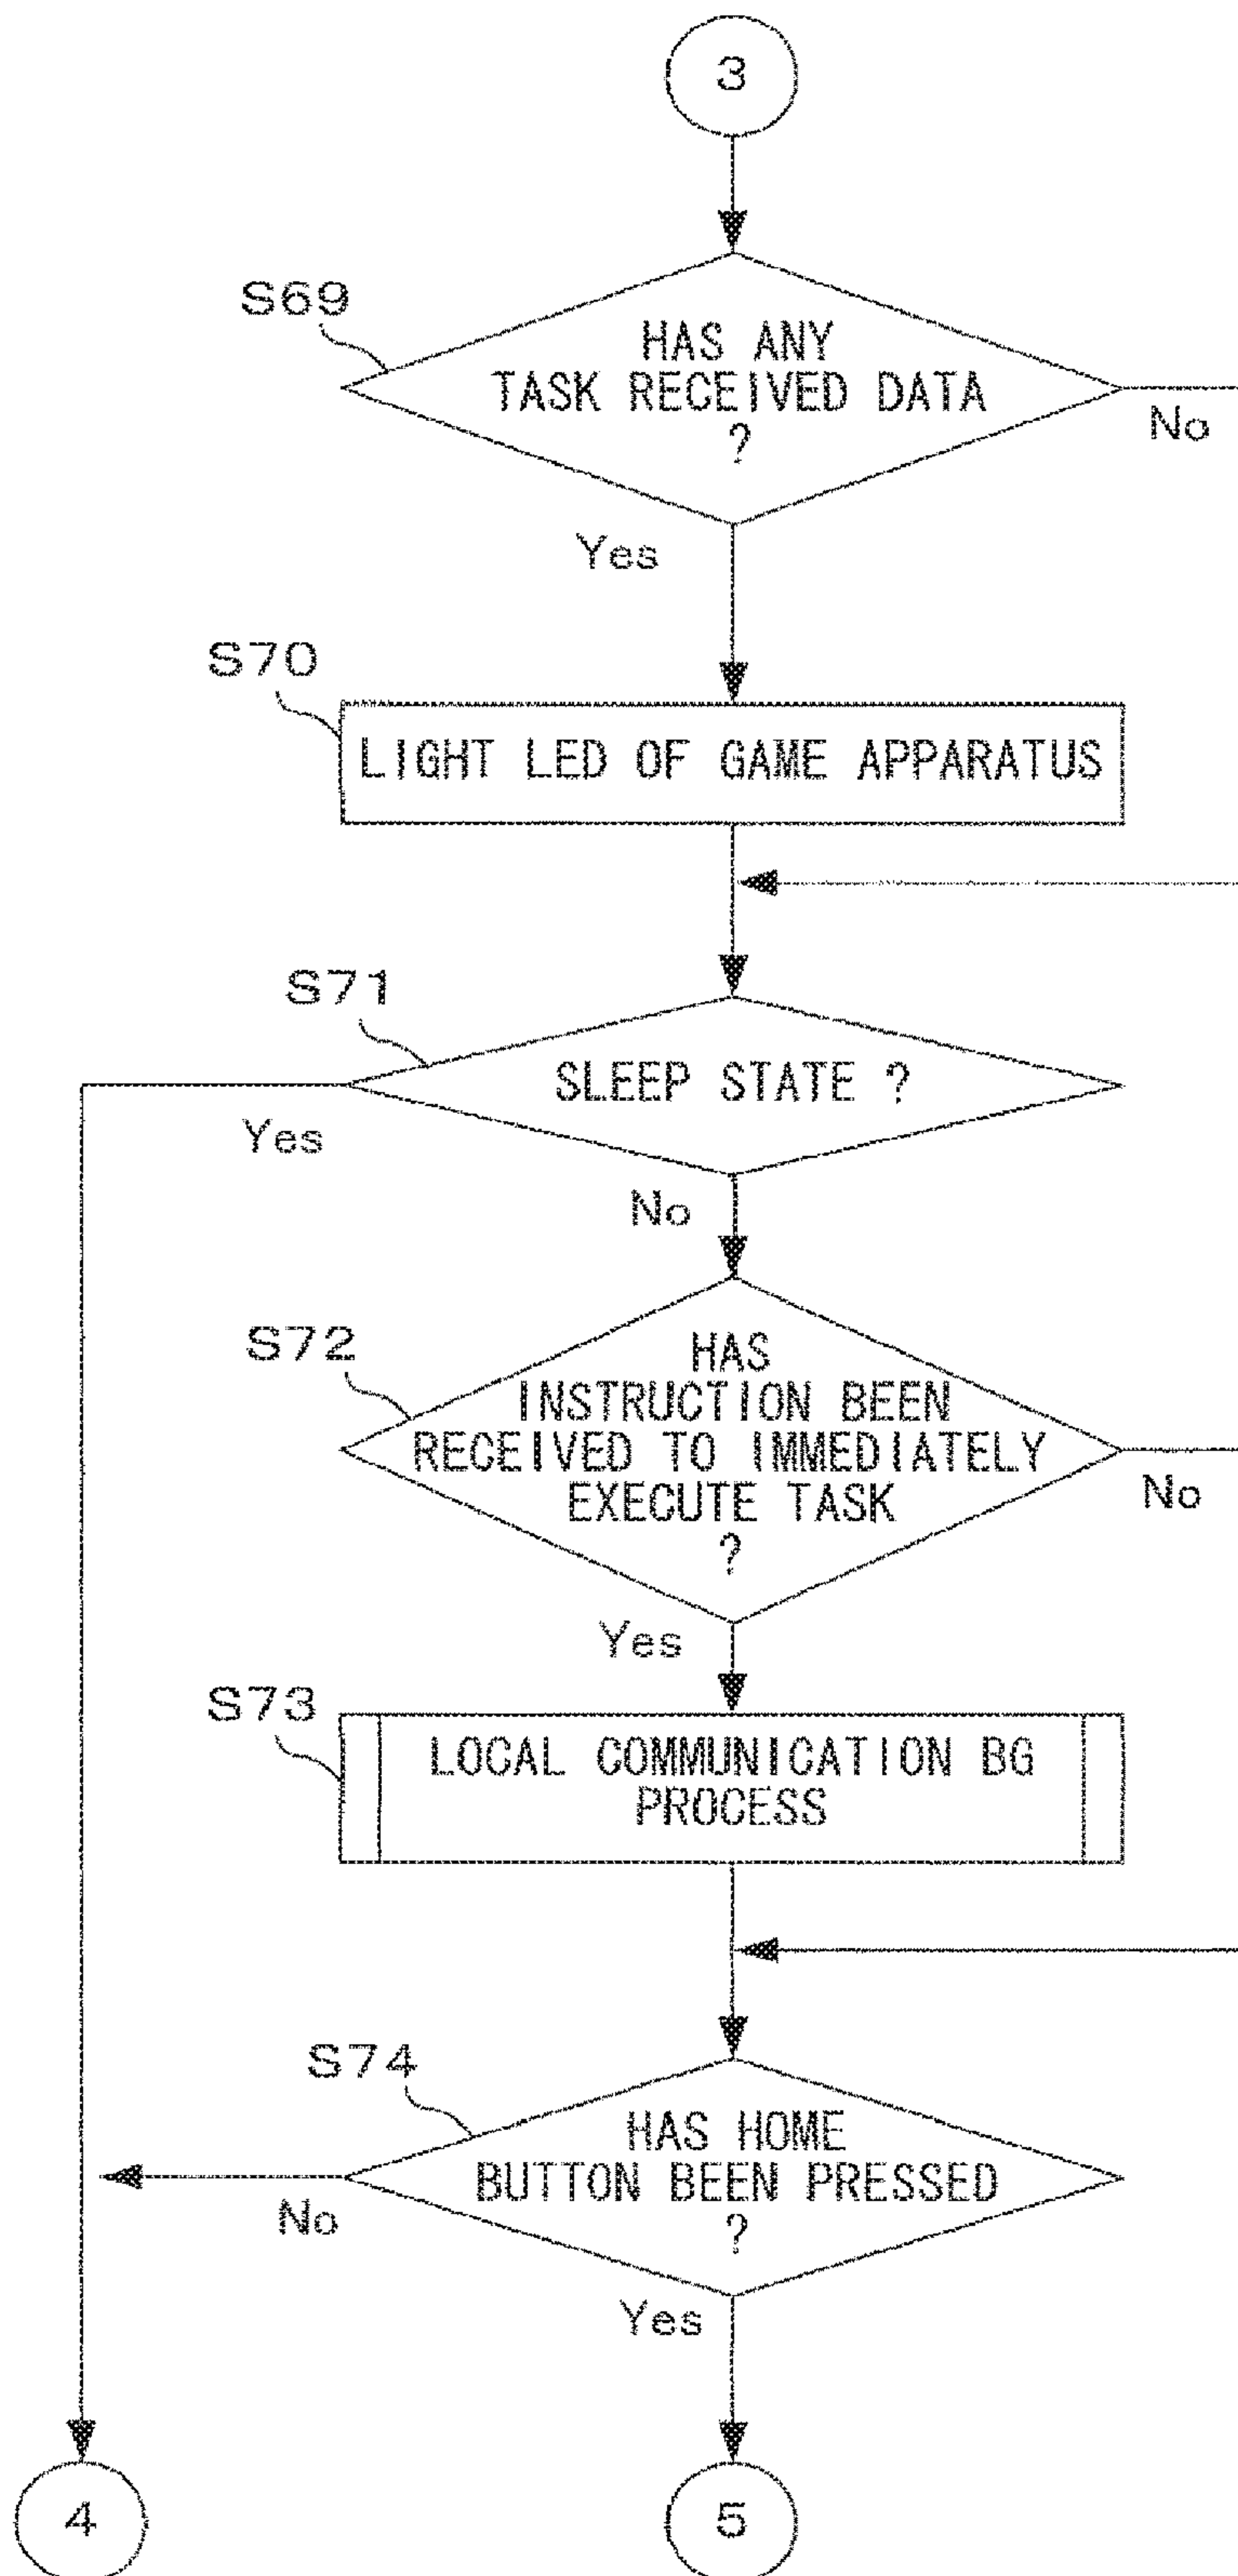 3
S69
HAS ANY
TASK RECEIVED DATA
?
No
Yes
S70
LIGHT LED OF GAME APPARATUS
S71
SLEEP STATE ?
Yes
No
S72
HAS
INSTRUCTION BEEN
RECEIVED TO IMMEDIATELY
EXECUTE TASK
?
No
Yes
S73
LOCAL COMMUNICATION BG
PROCESS
S74
HAS HOME
BUTTON BEEN PRESSED
?
No
Yes
4
5